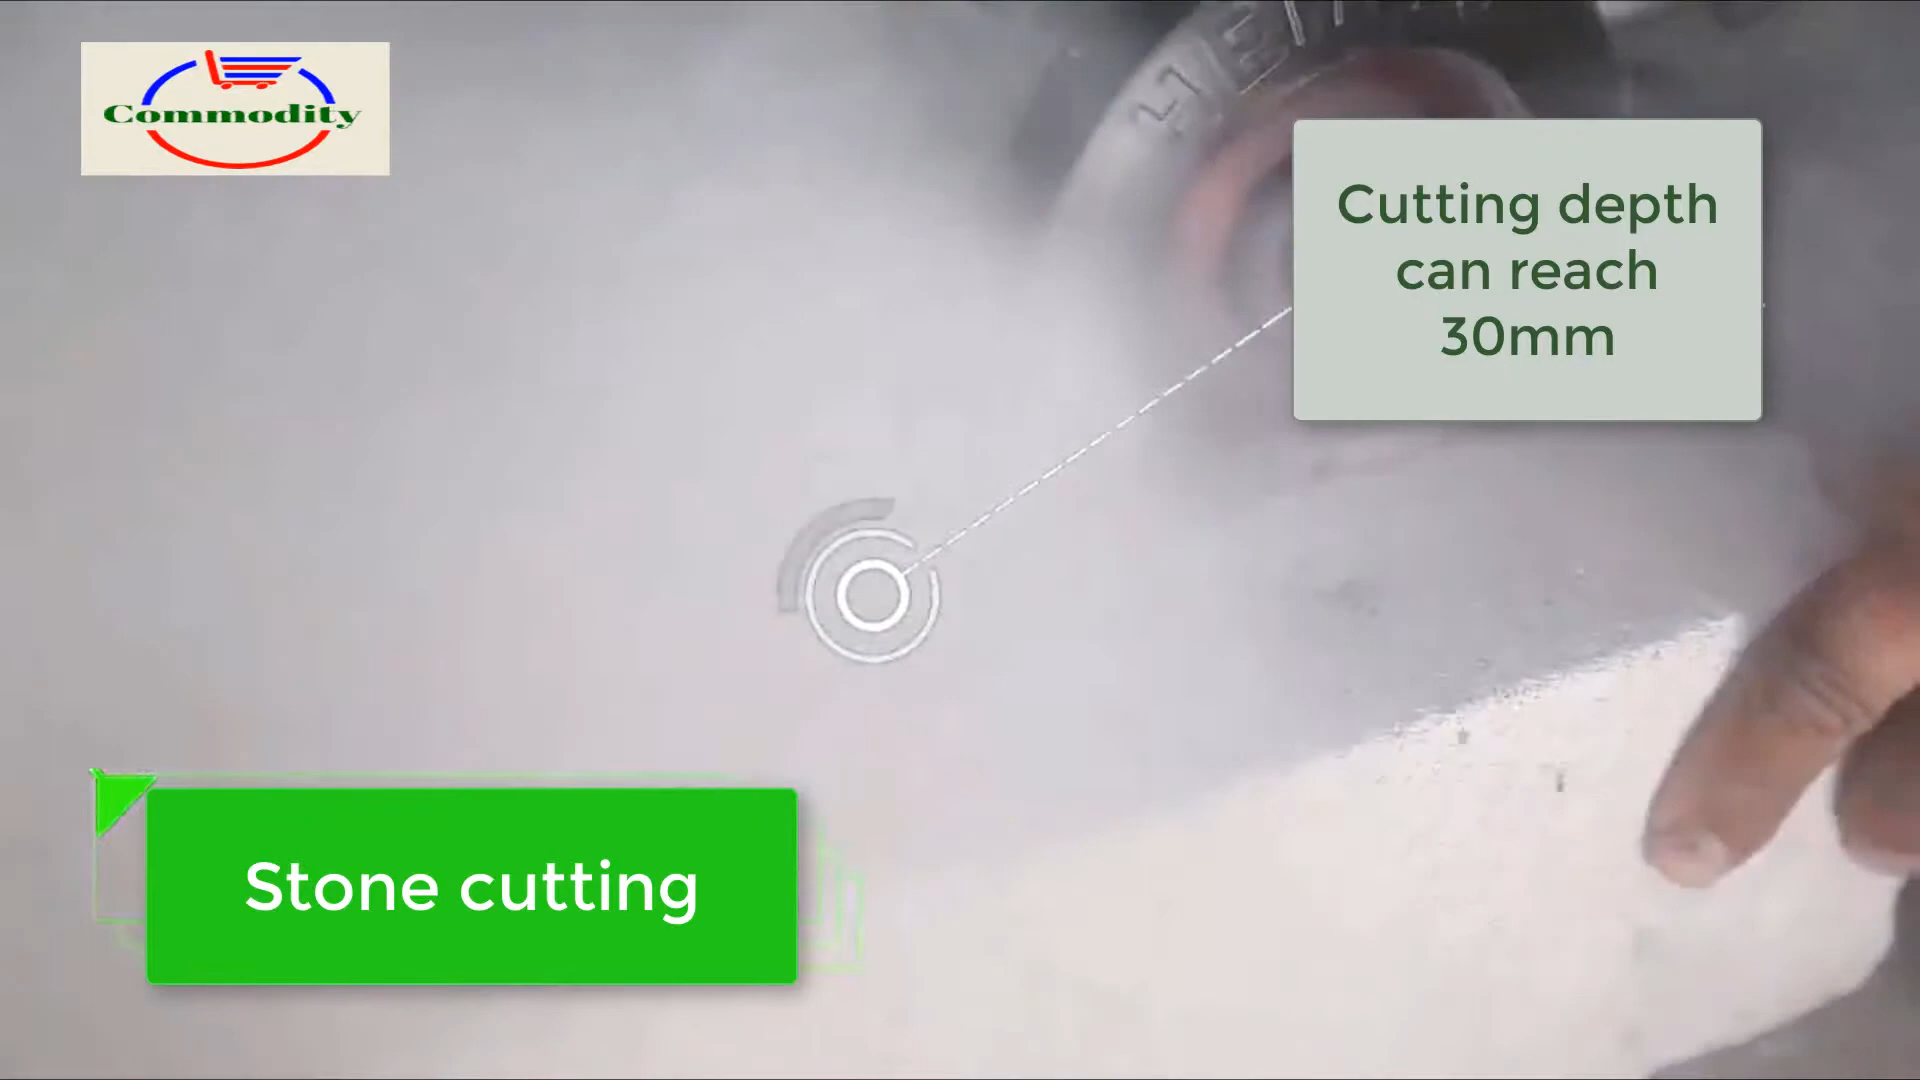 Commodity
Cutting depth
can reach
30mm
Stone cutting